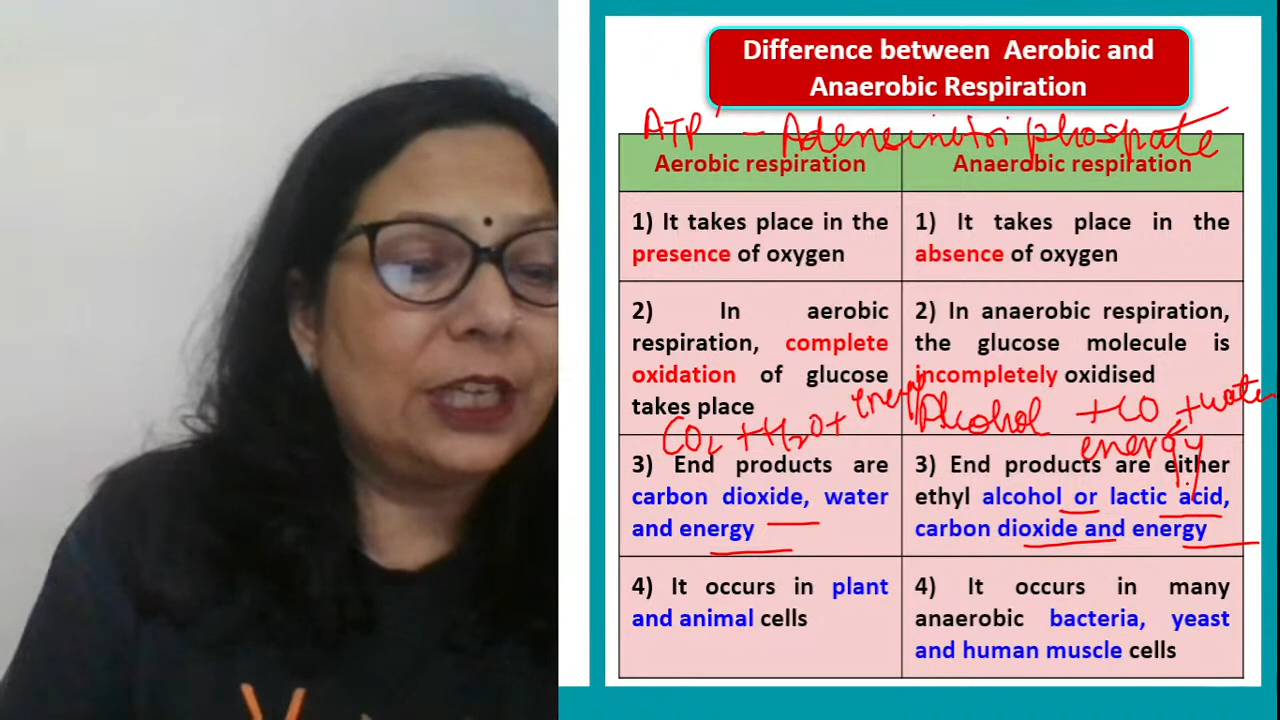 Difference between Aerobic and
Anaerobic Respiration
ATP - Adensinetriphospate
Aerobic respiration
Anaerobic respiration
1) It takes place in the
presence of oxygen
1) It takes place in the
absence of oxygen
2) In aerobic
respiration, complete
oxidation of glucose
takes place
2) In anaerobic respiration,
the glucose molecule is
incompletely oxidised
CO2 + H2O + energy
Alcohol + CO + water
energy
3) End products are
carbon dioxide, water
and energy
3) End products are either
ethyl alcohol or lactic acid,
carbon dioxide and energy
4) It occurs in plant
and animal cells
4) It occurs in many
anaerobic bacteria, yeast
and human muscle cells